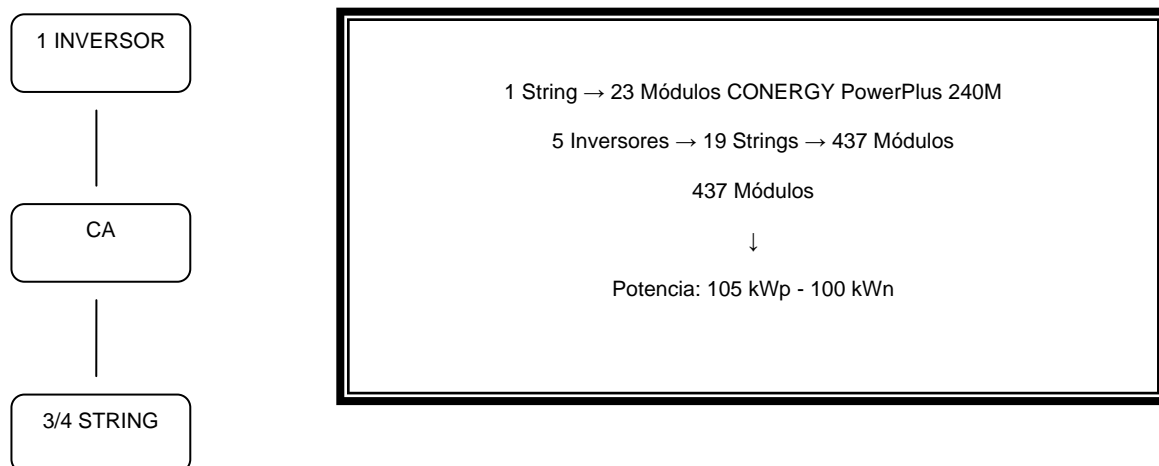 1 INVERSOR
CA
3/4 STRING
1 String → 23 Módulos CONERGY PowerPlus 240M
5 Inversores → 19 Strings → 437 Módulos
437 Módulos
↓
Potencia: 105 kWp - 100 kWn